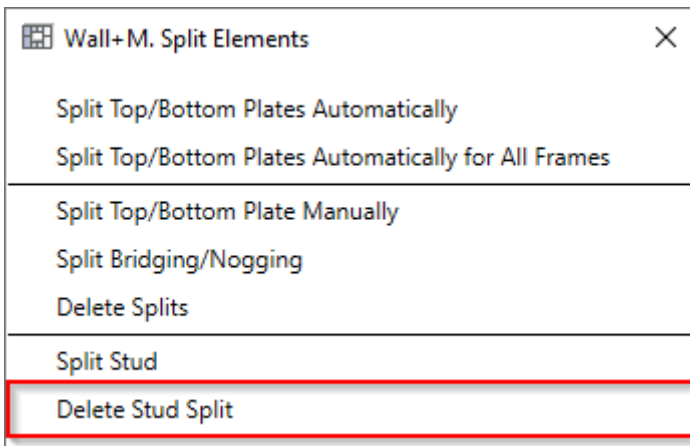 Wall+M. Split Elements
Split Top/Bottom Plates Automatically
Split Top/Bottom Plates Automatically for All Frames
Split Top/Bottom Plate Manually
Split Bridging/Nogging
Delete Splits
Split Stud
Delete Stud Split